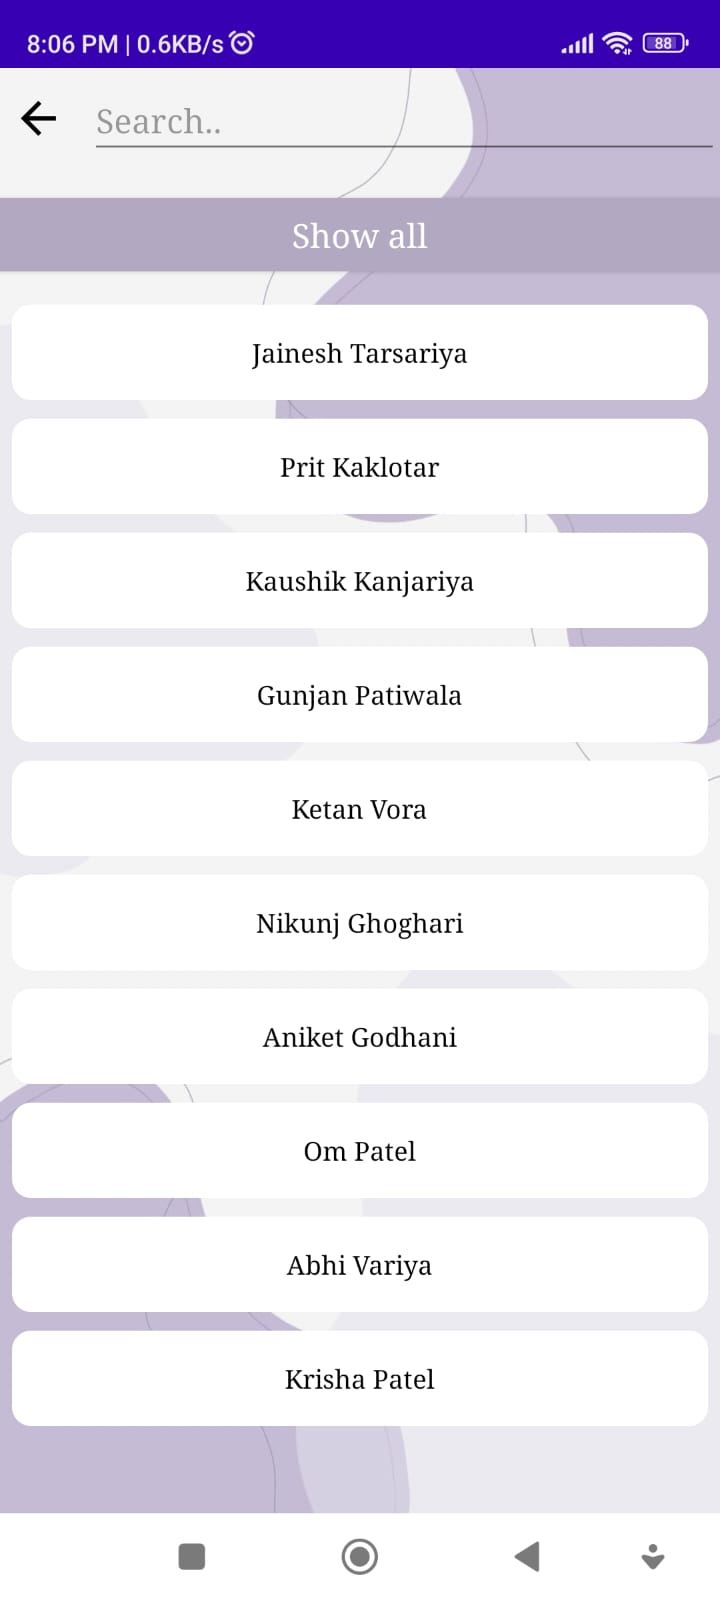 8:06 PM | 0.6KB/s
88
Search..
Show all
Jainesh Tarsariya
Prit Kaklotar
Kaushik Kanjariya
Gunjan Patiwala
Ketan Vora
Nikunj Ghoghari
Aniket Godhani
Om Patel
Abhi Variya
Krisha Patel